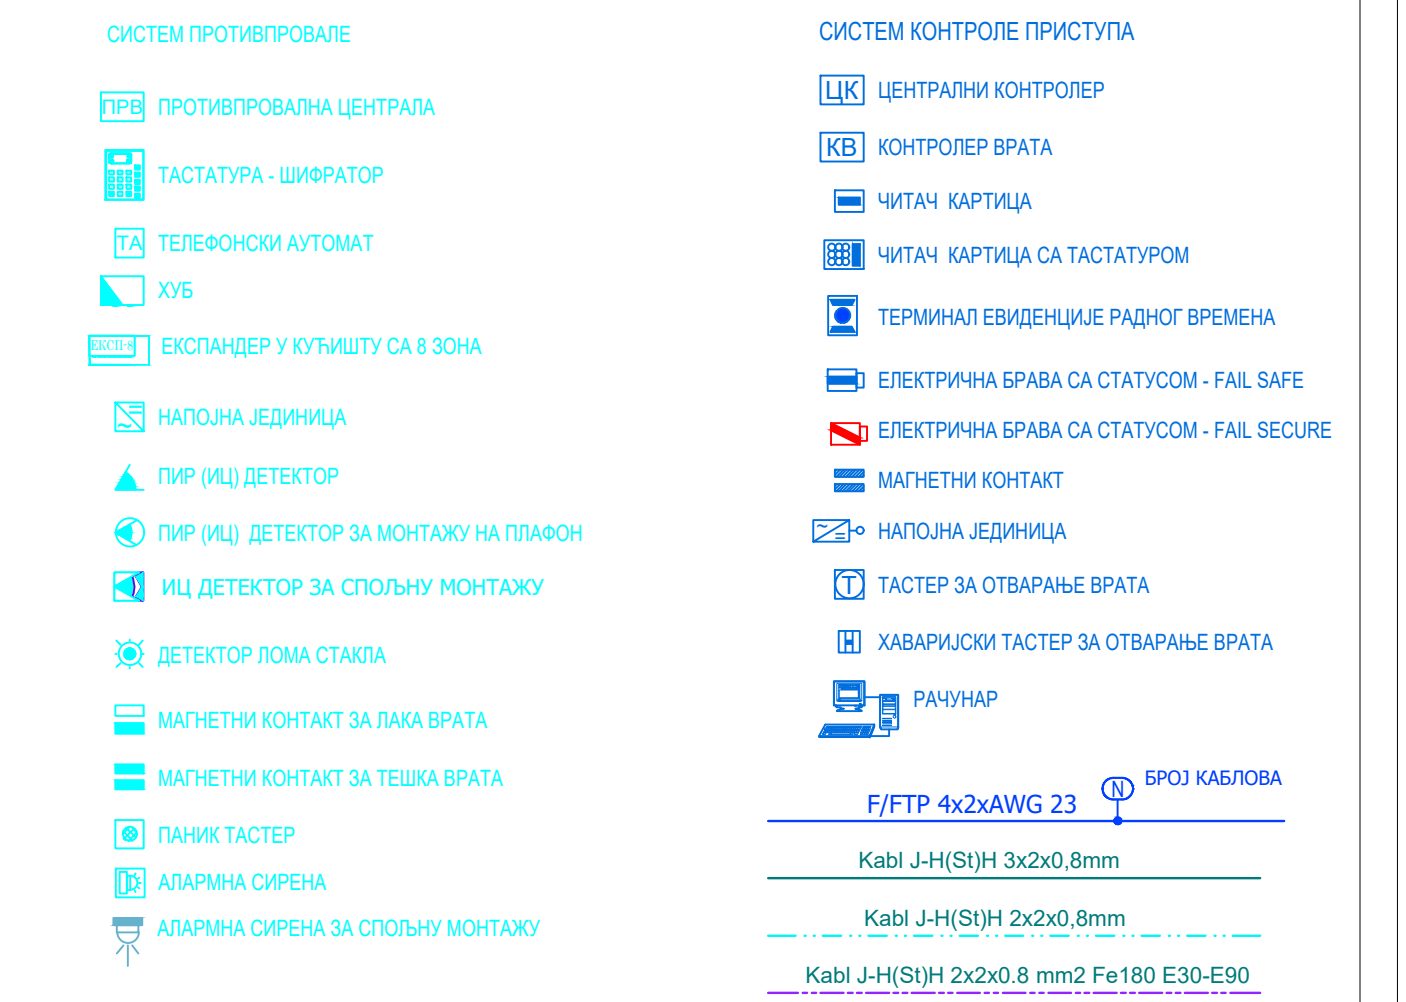 СИСТЕМ ПРОТИВПРОВАЛЕ
ПРВ ПРОТИВПРОВАЛНА ЦЕНТРАЛА
ТАСТАТУРА - ШИФРАТОР
ТА ТЕЛЕФОНСКИ АУТОМАТ
ХУБ
ЕКСП-8 ЕКСПАНДЕР У КУЋИШТУ СА 8 ЗОНА
НАПОЈНА ЈЕДИНИЦА
ПИР (ИЦ) ДЕТЕКТОР
ПИР (ИЦ) ДЕТЕКТОР ЗА МОНТАЖУ НА ПЛАФОН
ИЦ ДЕТЕКТОР ЗА СПОЉНУ МОНТАЖУ
ДЕТЕКТОР ЛОМА СТАКЛА
МАГНЕТНИ КОНТАКТ ЗА ЛАКА ВРАТА
МАГНЕТНИ КОНТАКТ ЗА ТЕШКА ВРАТА
ПАНИК ТАСТЕР
АЛАРМНА СИРЕНА
АЛАРМНА СИРЕНА ЗА СПОЉНУ МОНТАЖУ
СИСТЕМ КОНТРОЛЕ ПРИСТУПА
ЦК ЦЕНТРАЛНИ КОНТРОЛЕР
КВ КОНТРОЛЕР ВРАТА
ЧИТАЧ КАРТИЦА
ЧИТАЧ КАРТИЦА СА ТАСТАТУРОМ
ТЕРМИНАЛ ЕВИДЕНЦИЈЕ РАДНОГ ВРЕМЕНА
ЕЛЕКТРИЧНА БРАВА СА СТАТУСОМ - FAIL SAFE
ЕЛЕКТРИЧНА БРАВА СА СТАТУСОМ - FAIL SECURE
МАГНЕТНИ КОНТАКТ
НАПОЈНА ЈЕДИНИЦА
Т ТАСТЕР ЗА ОТВАРАЊЕ ВРАТА
Н ХАВАРИЈСКИ ТАСТЕР ЗА ОТВАРАЊЕ ВРАТА
РАЧУНАР
F/FTP 4x2xAWG 23 N БРОЈ КАБЛОВА
Kabl J-H(St)H 3x2x0,8mm
Kabl J-H(St)H 2x2x0,8mm
Kabl J-H(St)H 2x2x0.8 mm2 Fe180 E30-E90